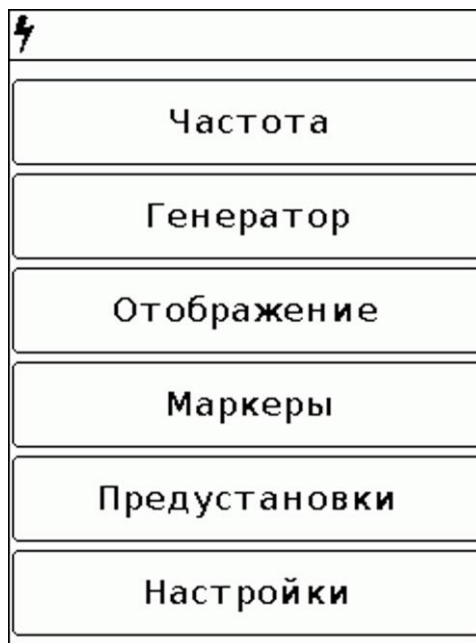 Частота
Генератор
Отображение
Маркеры
Предустановки
Настройки